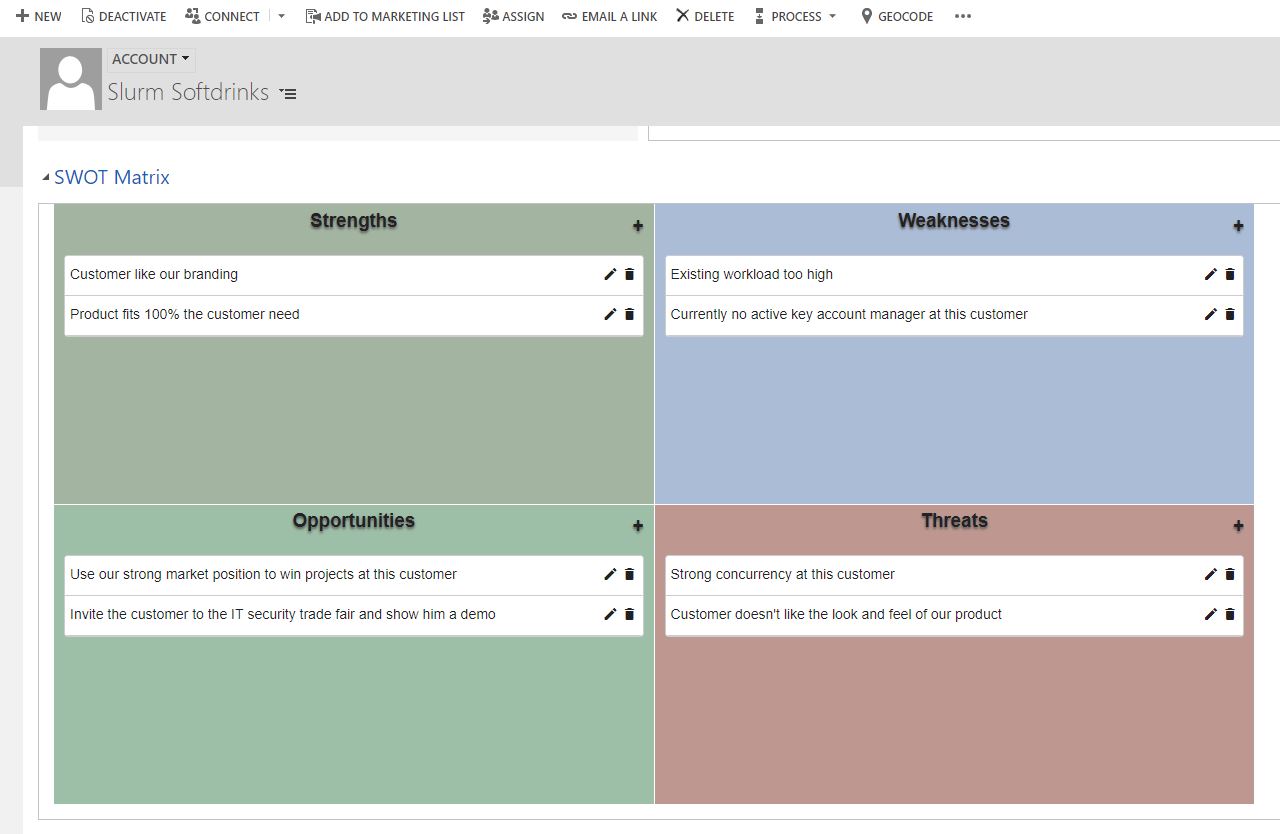 NEW DEACTIVATE CONNECT ADD TO MARKETING LIST ASSIGN EMAIL A LINK DELETE PROCESS GEOCODE
ACCOUNT
Slurm Softdrinks
SWOT Matrix
Strengths
Customer like our branding
Product fits 100% the customer need
Weaknesses
Existing workload too high
Currently no active key account manager at this customer
Opportunities
Use our strong market position to win projects at this customer
Invite the customer to the IT security trade fair and show him a demo
Threats
Strong concurrency at this customer
Customer doesn't like the look and feel of our product